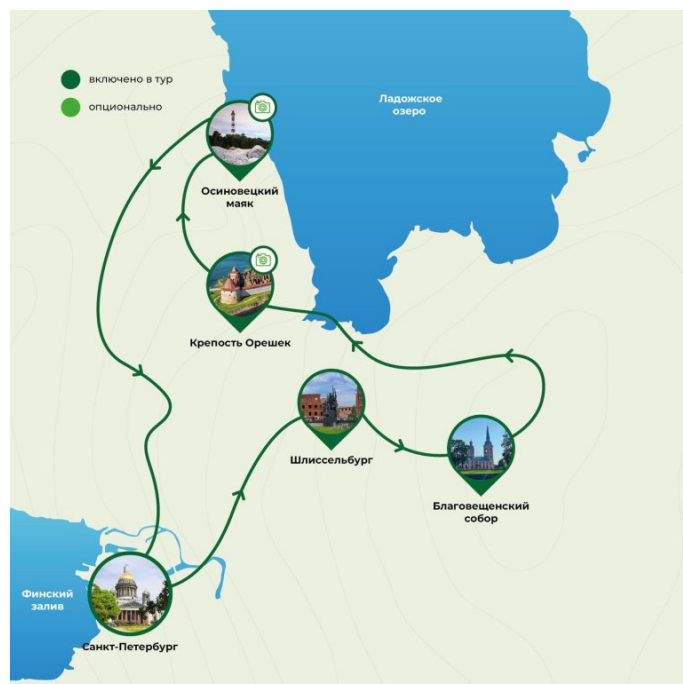 включено в тур
опционально
Ладожское
озеро
Осиновецкий
маяк
Крепость Орешек
Шлиссельбург
Благовещенский
собор
Финский
залив
Санкт-Петербург